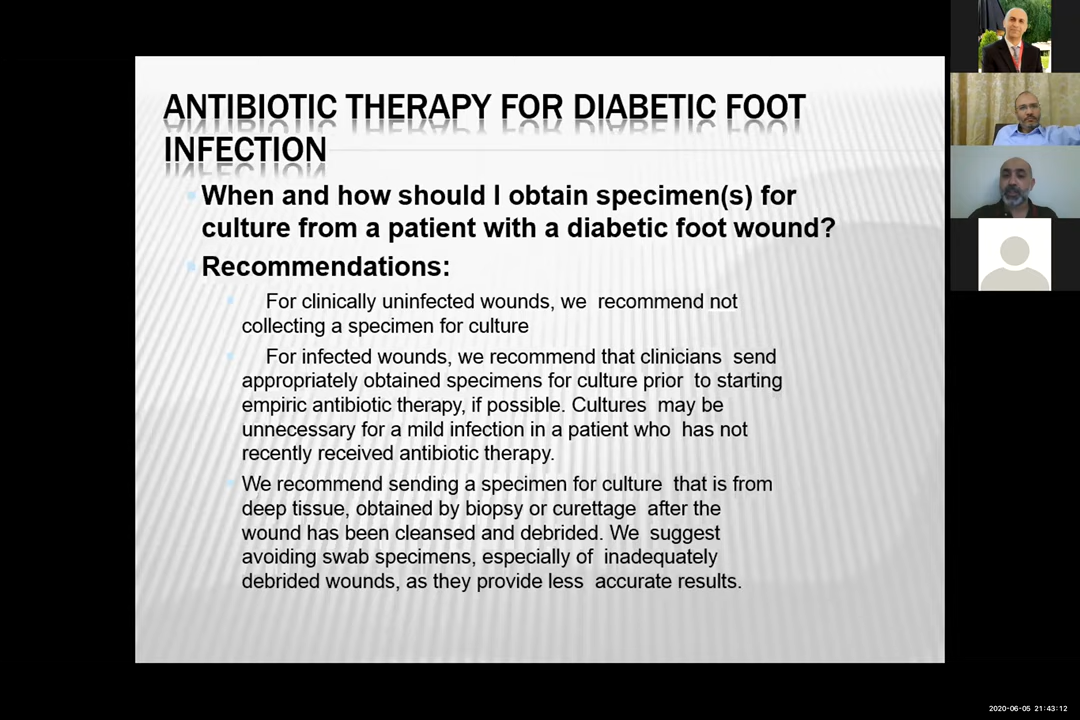 ANTIBIOTIC THERAPY FOR DIABETIC FOOT
INFECTION
When and how should I obtain specimen(s) for
culture from a patient with a diabetic foot wound?
Recommendations:
For clinically uninfected wounds, we recommend not
collecting a specimen for culture
For infected wounds, we recommend that clinicians send
appropriately obtained specimens for culture prior to starting
empiric antibiotic therapy, if possible. Cultures may be
unnecessary for a mild infection in a patient who has not
recently received antibiotic therapy.
We recommend sending a specimen for culture that is from
deep tissue, obtained by biopsy or curettage after the
wound has been cleansed and debrided. We suggest
avoiding swab specimens, especially of inadequately
debrided wounds, as they provide less accurate results.
2020-06-05 21:43:12